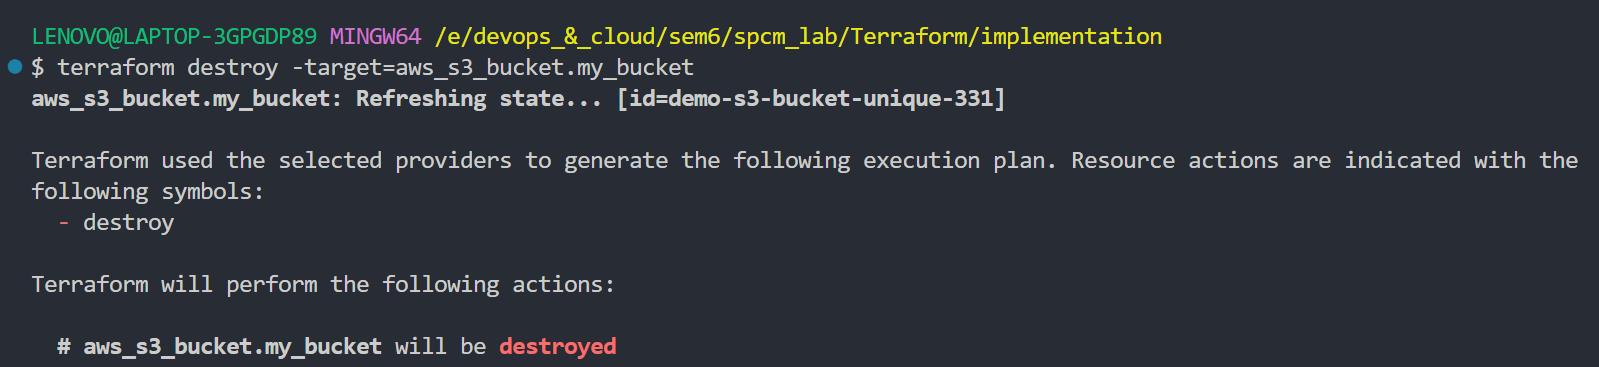 LENOVO@LAPTOP-3GPGDP89 MINGW64 /e/devops_&_cloud/sem6/spcm_lab/Terraform/implementation
$ terraform destroy -target=aws_s3_bucket.my_bucket
aws_s3_bucket.my_bucket: Refreshing state... [id=demo-s3-bucket-unique-331]
Terraform used the selected providers to generate the following execution plan. Resource actions are indicated with the
following symbols:
- destroy
Terraform will perform the following actions:
# aws_s3_bucket.my_bucket will be destroyed